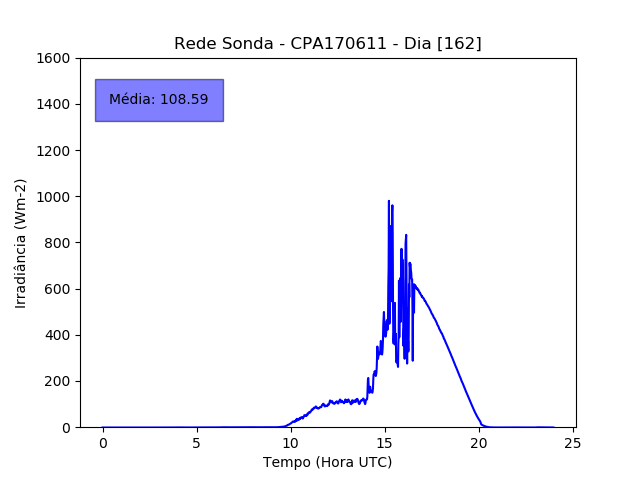 Rede Sonda - CPA170611 - Dia [162]
1600
1400
1200
1000
800
600
400
200
0
Irradiância (Wm-2)
Média: 108.59
0 5 10 15 20 25
Tempo (Hora UTC)